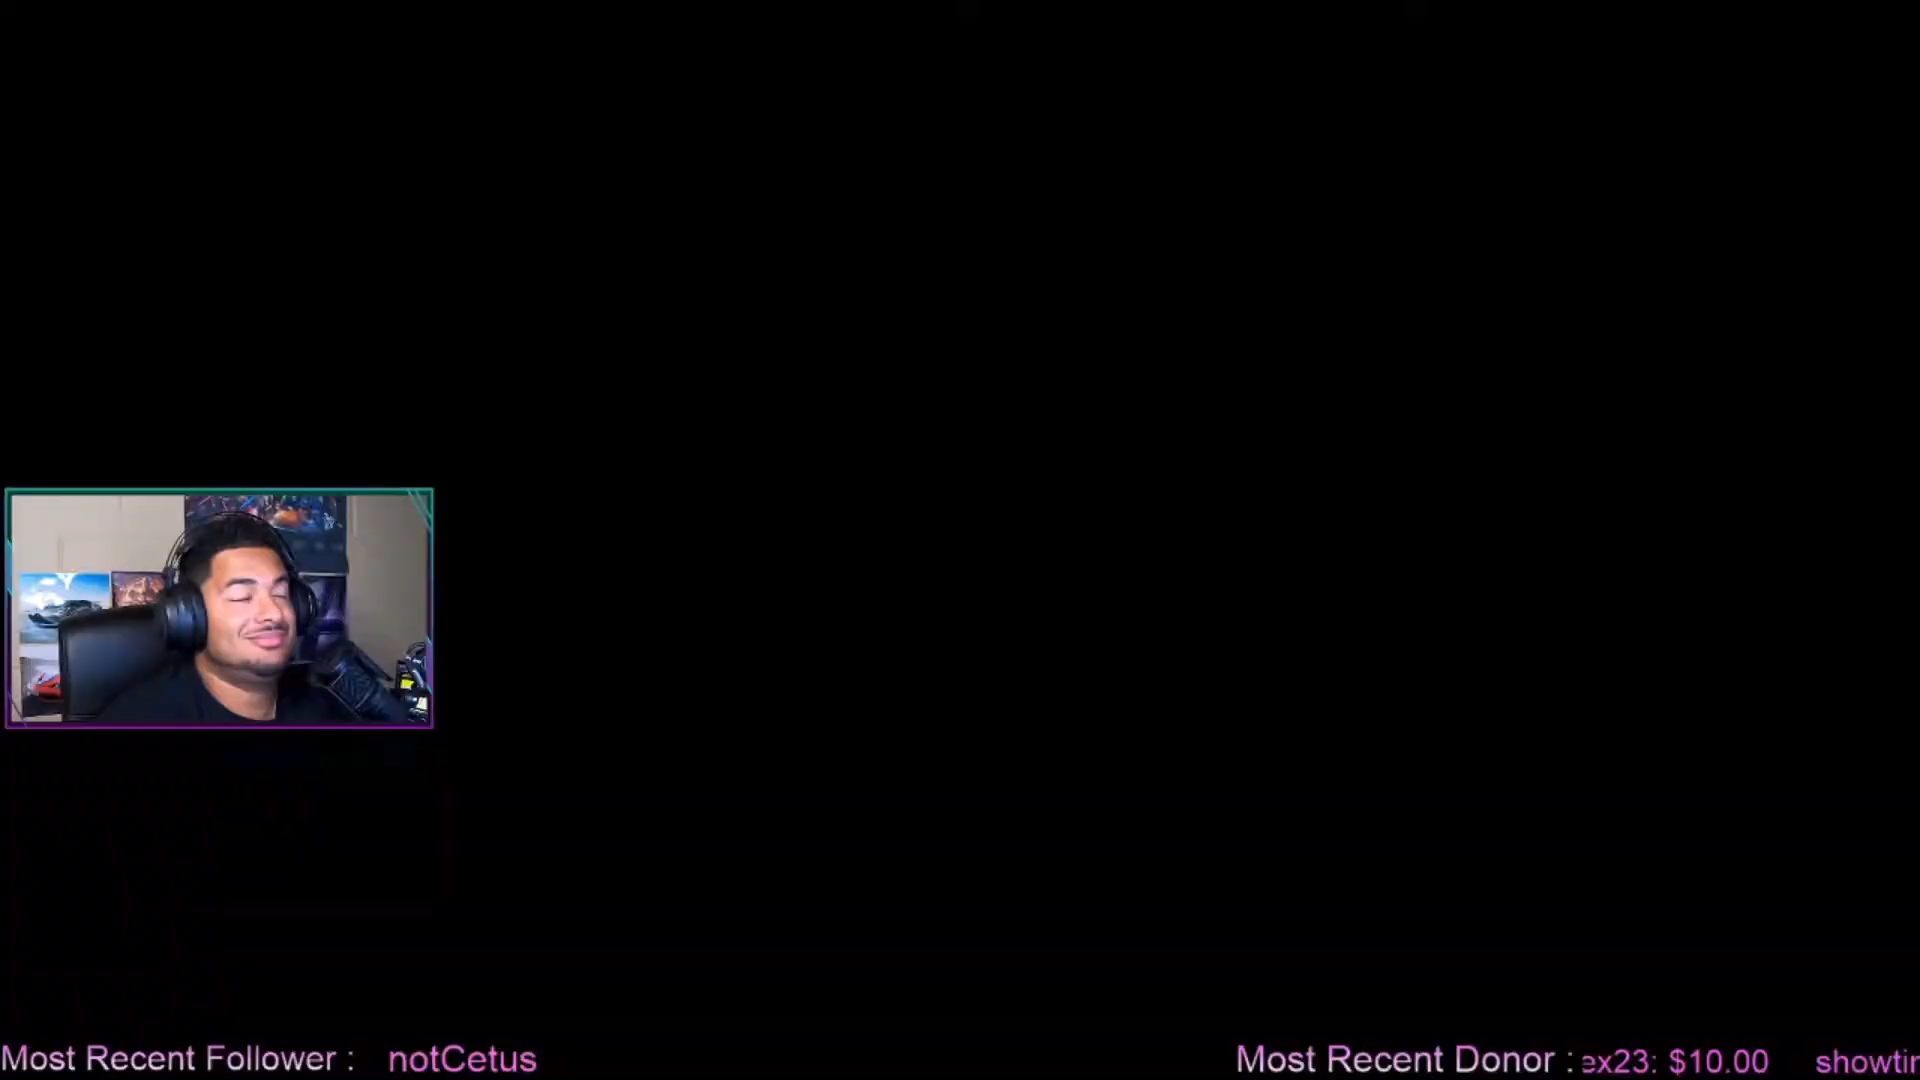 Most Recent Follower : notCetus
Most Recent Donor : ex23: $10.00